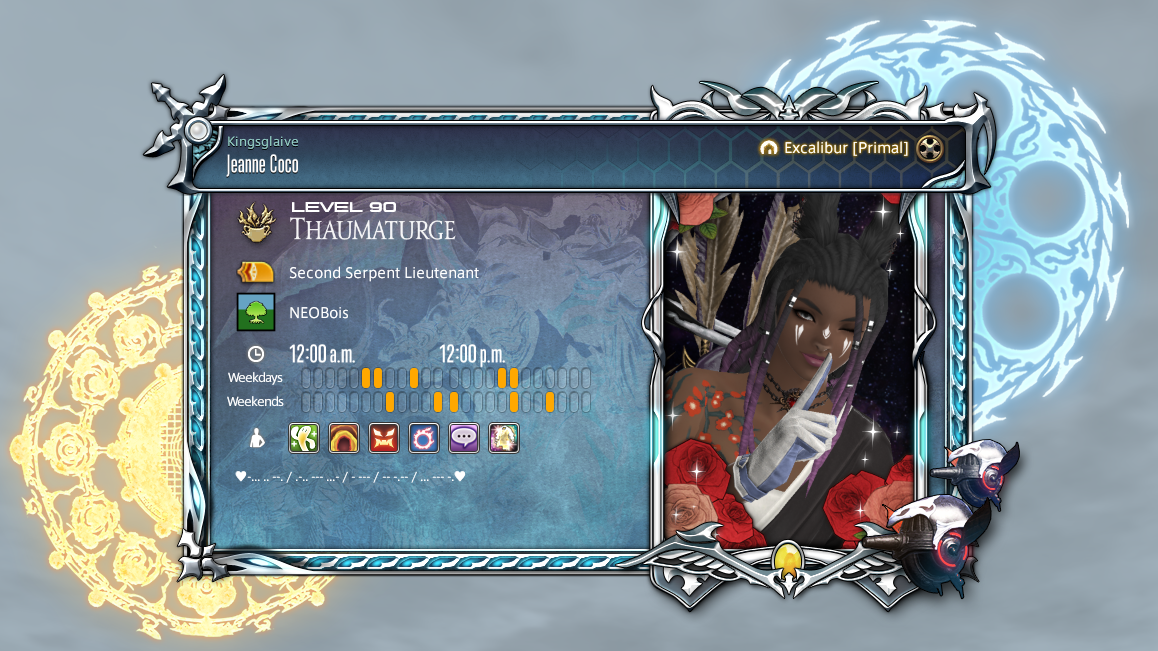 Kingsglaive
Jeanne Coco
Excalibur [Primal]
LEVEL 90
THAUMATURGE
Second Serpent Lieutenant
NEOBois
12:00 a.m. 12:00 p.m.
Weekdays
Weekends
♥-... .. --. / .-.. --- ...- / - --- / -- -.-- / ... --- -.♥